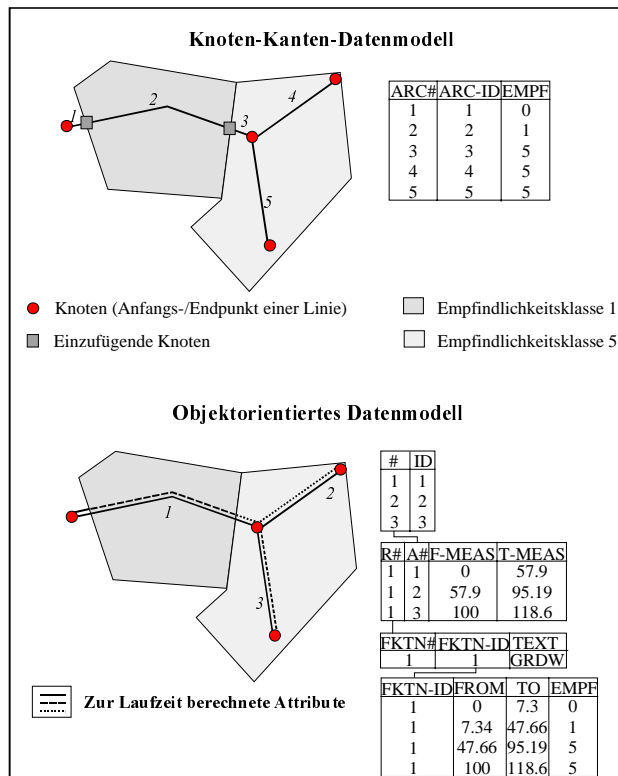 Knoten-Kanten-Datenmodell
1
2
3
4
5
ARC# ARC-ID EMPF
1 1 0
2 2 1
3 3 5
4 4 5
5 5 5
Knoten (Anfangs-/Endpunkt einer Linie)
Einzufügende Knoten
Empfindlichkeitsklasse 1
Empfindlichkeitsklasse 5
Objektorientiertes Datenmodell
1
2
3
# ID
1 1
2 2
3 3
R# A# F-MEAS T-MEAS
1 1 0 57.9
1 2 57.9 95.19
1 3 100 118.6
FKTN# FKTN-ID TEXT
1 1 GRDW
FKTN-ID FROM TO EMPF
1 0 7.3 0
1 7.34 47.66 1
1 47.66 95.19 5
1 100 118.6 5
Zur Laufzeit berechnete Attribute